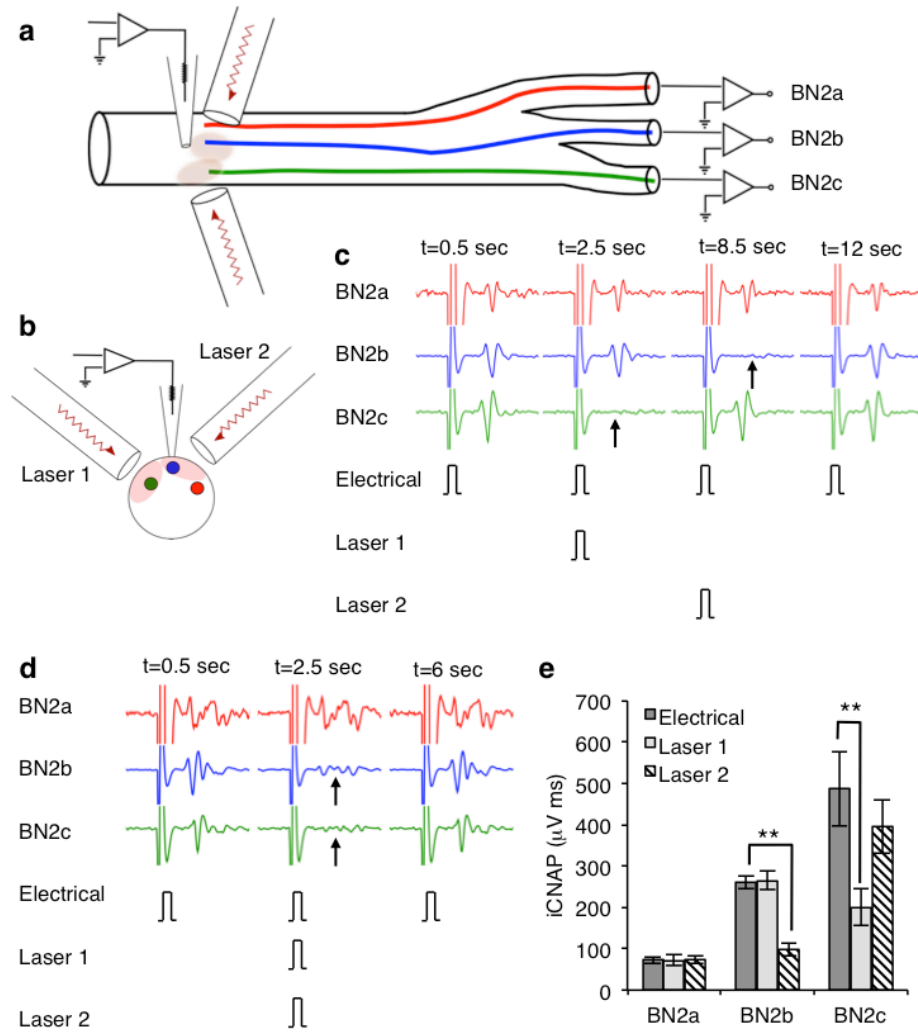 a
BN2a
BN2b
BN2c
b
Laser 2
Laser 1
c
t=0.5 sec t=2.5 sec t=8.5 sec t=12 sec
BN2a
BN2b
BN2c
Electrical
Laser 1
Laser 2
d
t=0.5 sec t=2.5 sec t=6 sec
BN2a
BN2b
BN2c
Electrical
Laser 1
Laser 2
e
iCNAP (μV ms)
700
600
500
400
300
200
100
0
Electrical
Laser 1
Laser 2
**
**
BN2a BN2b BN2c